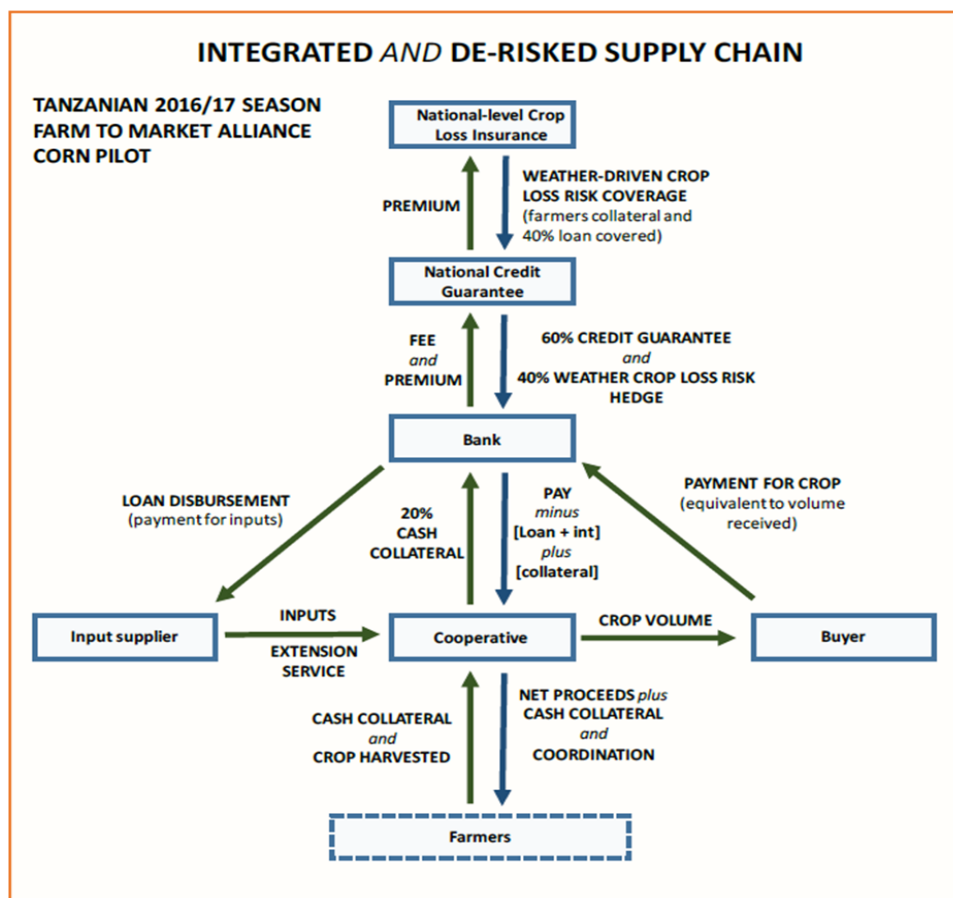 INTEGRATED AND DE-RISKED SUPPLY CHAIN
TANZANIAN 2016/17 SEASON
FARM TO MARKET ALLIANCE
CORN PILOT
National-level Crop
Loss Insurance
PREMIUM
WEATHER-DRIVEN CROP
LOSS RISK COVERAGE
(farmers collateral and
40% loan covered)
National Credit
Guarantee
FEE
and
PREMIUM
60% CREDIT GUARANTEE
and
40% WEATHER CROP LOSS RISK
HEDGE
Bank
LOAN DISBURSEMENT
(payment for inputs)
20%
CASH
COLLATERAL
PAY
minus
[Loan + int]
plus
[collateral]
PAYMENT FOR CROP
(equivalent to volume
received)
Input supplier
INPUTS
EXTENSION
SERVICE
Cooperative
CROP VOLUME
Buyer
CASH COLLATERAL
and
CROP HARVESTED
NET PROCEEDS plus
CASH COLLATERAL
and
COORDINATION
Farmers